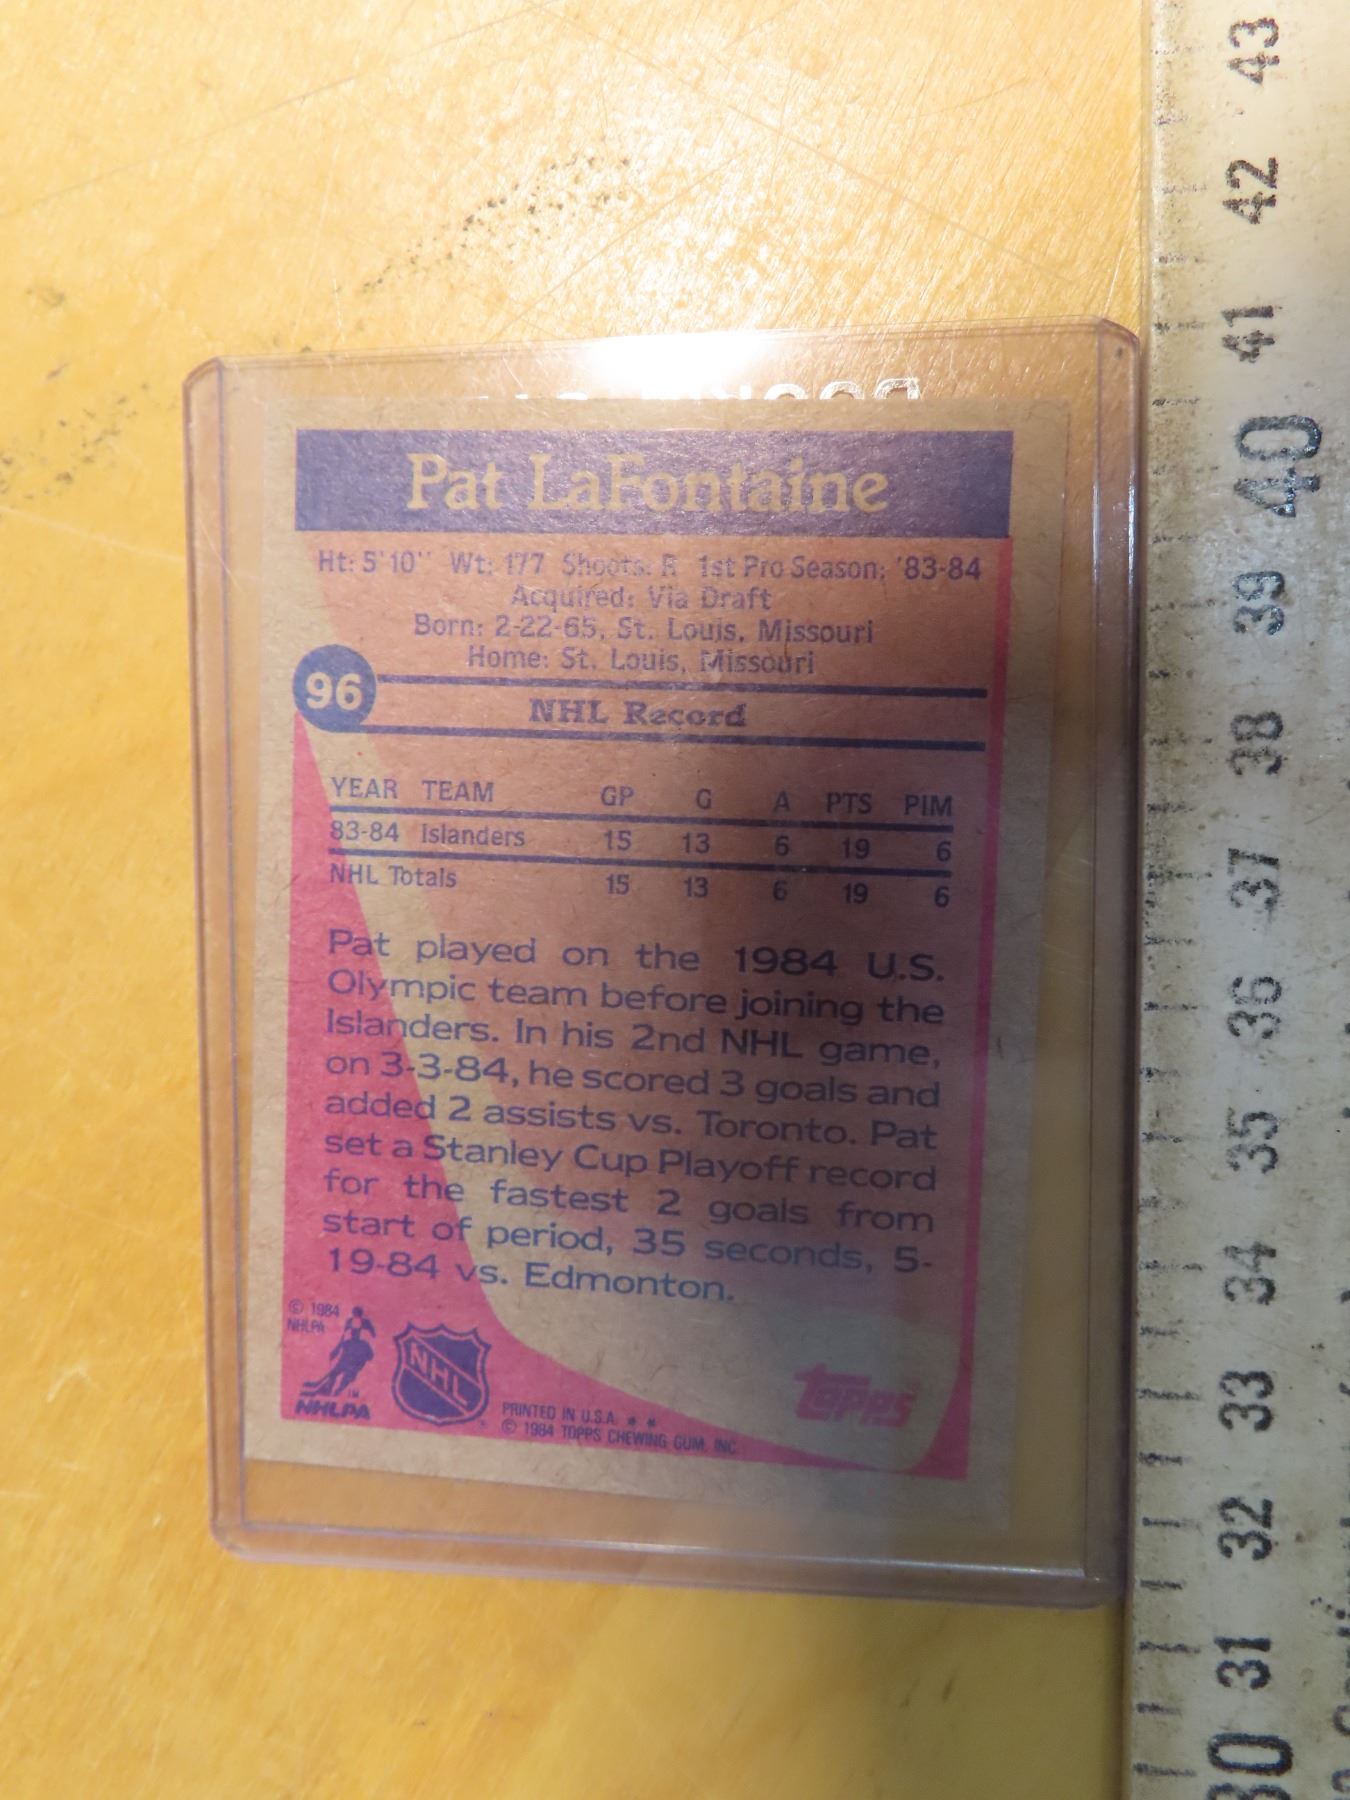 Pat LaFontaine
Ht: 5'10" Wt: 177 Shoots: R 1st Pro Season: '83-84
Acquired: Via Draft
Born: 2-22-65, St. Louis, Missouri
Home: St. Louis, Missouri
96
NHL Record
YEAR TEAM GP G A PTS PIM
83-84 Islanders 15 13 6 19 6
NHL Totals 15 13 6 19 6
Pat played on the 1984 U.S.
Olympic team before joining the
Islanders. In his 2nd NHL game,
on 3-3-84, he scored 3 goals and
added 2 assists vs. Toronto. Pat
set a Stanley Cup Playoff record
for the fastest 2 goals from
start of period, 35 seconds, 5-
19-84 vs. Edmonton.
© 1984
NHLPA
NHLPA
TM
NHL
PRINTED IN U.S.A. * *
© 1984 TOPPS CHEWING GUM, INC.
topps
43
42
41
40
39
38
37
36
35
34
33
32
31
30